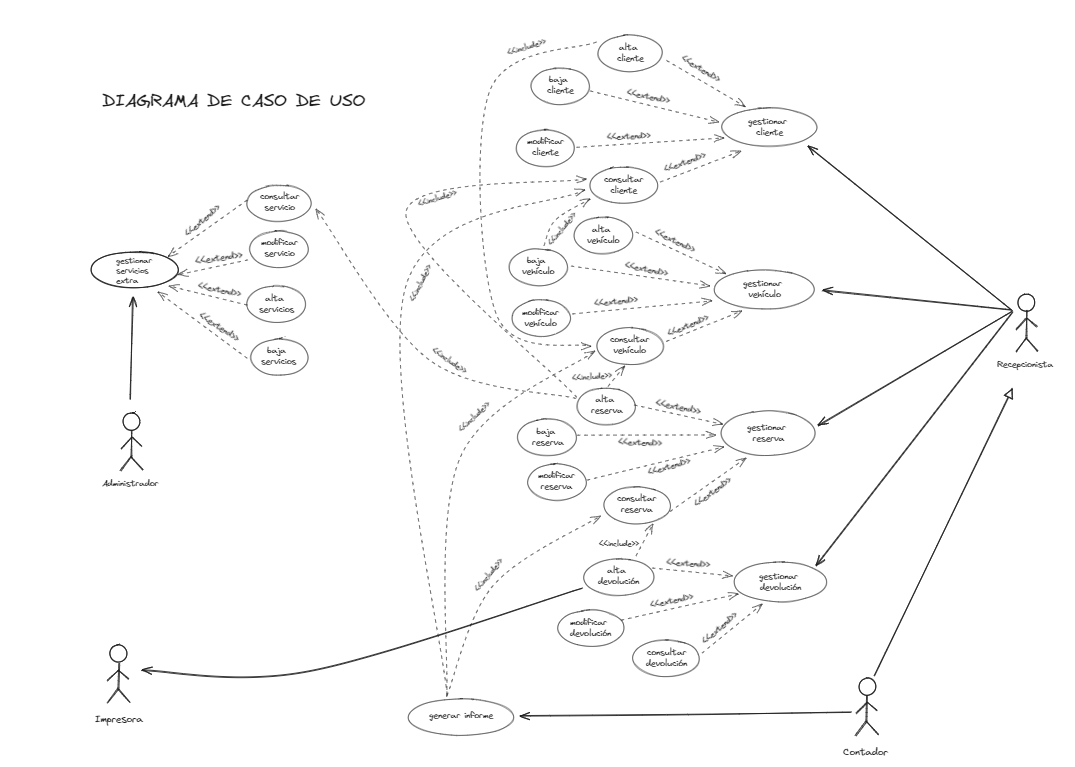 DIAGRAMA DE CASO DE USO
<<include>>
alta
cliente
<<extend>>
baja
cliente
<<extend>>
gestionar
cliente
modificar
cliente
<<extend>>
<<extend>>
consultar
cliente
<<include>>
<<include>>
alta
vehículo
<<extend>>
baja
vehículo
<<extend>>
gestionar
vehículo
<<include>>
modificar
vehículo
<<extend>>
<<extend>>
consultar
vehículo
consultar
servicio
<<extend>>
modificar
servicio
<<extend>>
gestionar
servicios
extra
<<extend>>
alta
servicios
<<extend>>
baja
servicios
Administrador
Recepcionista
<<include>>
<<include>>
<<include>>
alta
reserva
<<extend>>
baja
reserva
<<extend>>
gestionar
reserva
modificar
reserva
<<extend>>
<<extend>>
consultar
reserva
<<include>>
<<include>>
alta
devolución
<<extend>>
gestionar
devolución
modificar
devolución
<<extend>>
<<extend>>
consultar
devolución
Impresora
generar informe
Contador